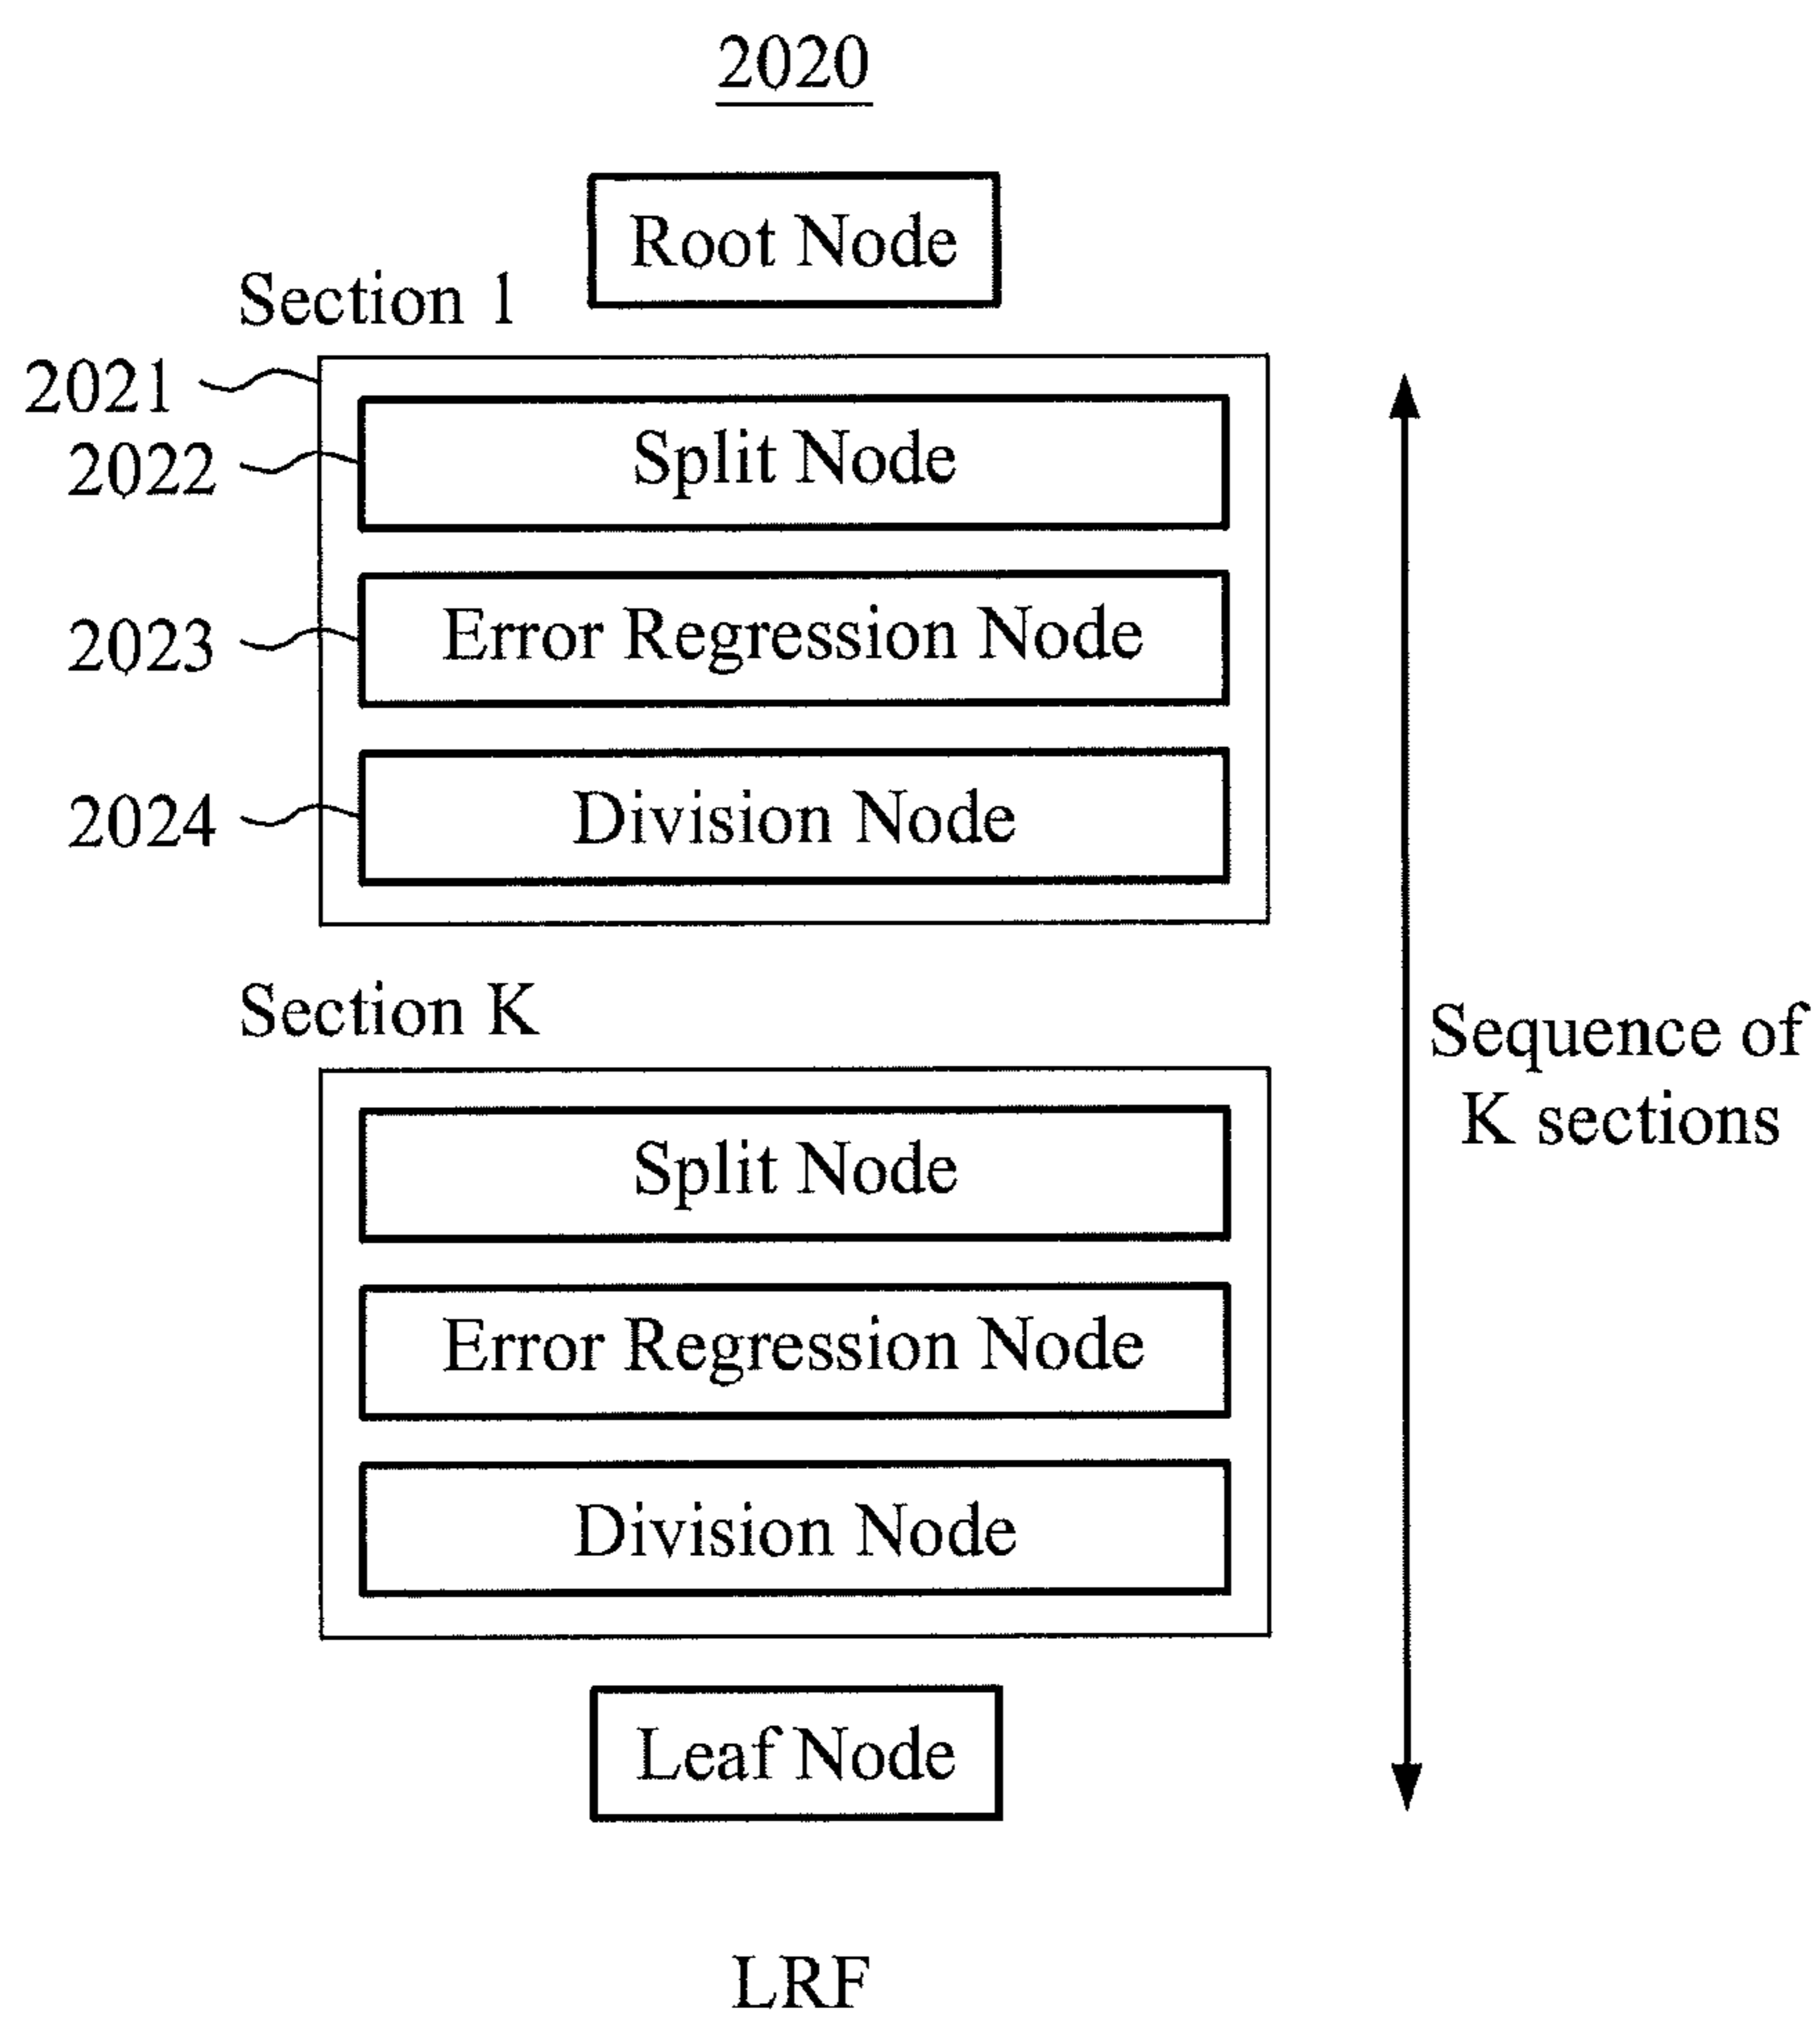 2020
Root Node
Section 1
2021
2022
Split Node
2023
Error Regression Node
2024
Division Node
Section K
Sequence of
K sections
Split Node
Error Regression Node
Division Node
Leaf Node
LRF